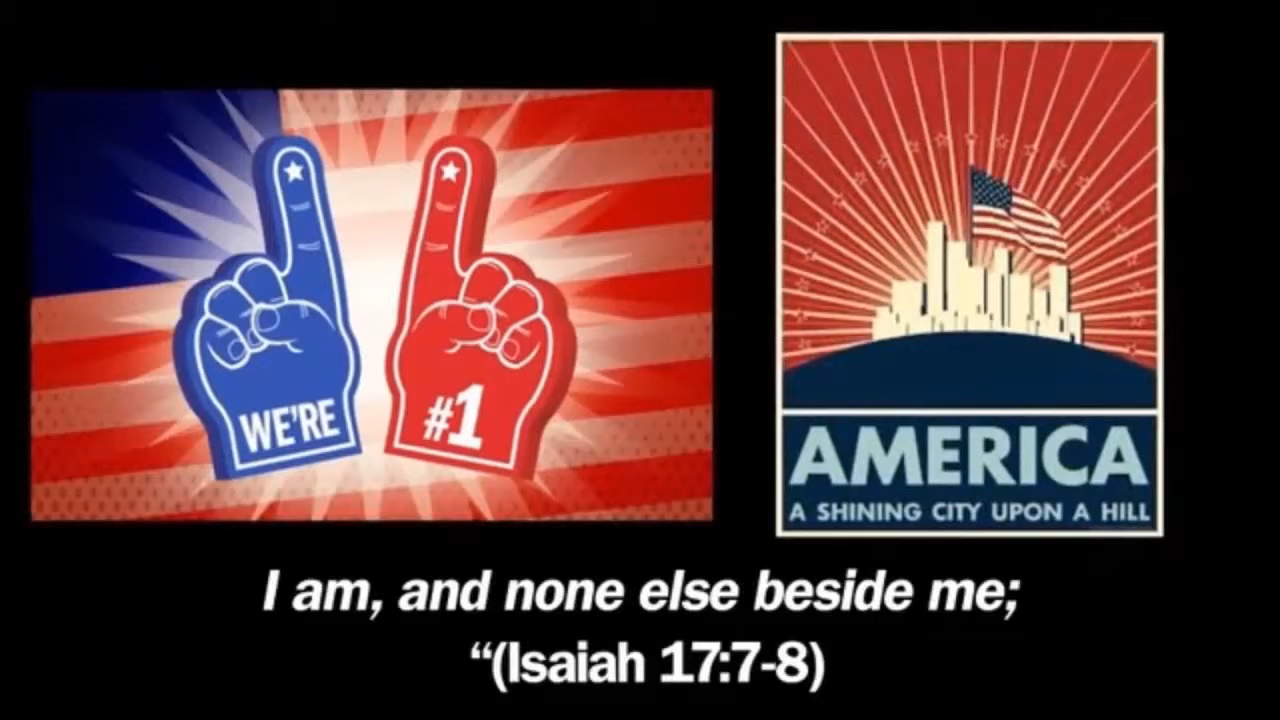 WE'RE
#1
AMERICA
A SHINING CITY UPON A HILL
I am, and none else beside me;
“(Isaiah 17:7-8)